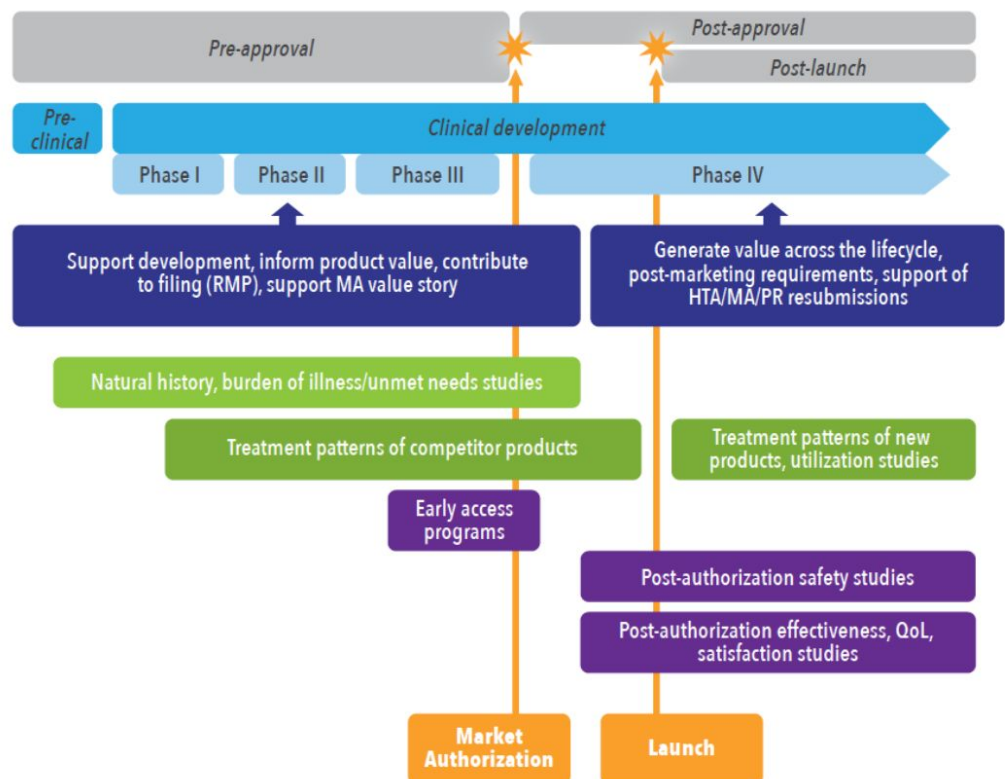 Pre-approval
Post-approval
Post-launch
Pre-
clinical
Clinical development
Phase I
Phase II
Phase III
Phase IV
Support development, inform product value, contribute
to filing (RMP), support MA value story
Generate value across the lifecycle,
post-marketing requirements, support of
HTA/MA/PR resubmissions
Natural history, burden of illness/unmet needs studies
Treatment patterns of competitor products
Treatment patterns of new
products, utilization studies
Early access
programs
Post-authorization safety studies
Post-authorization effectiveness, QoL,
satisfaction studies
Market
Authorization
Launch